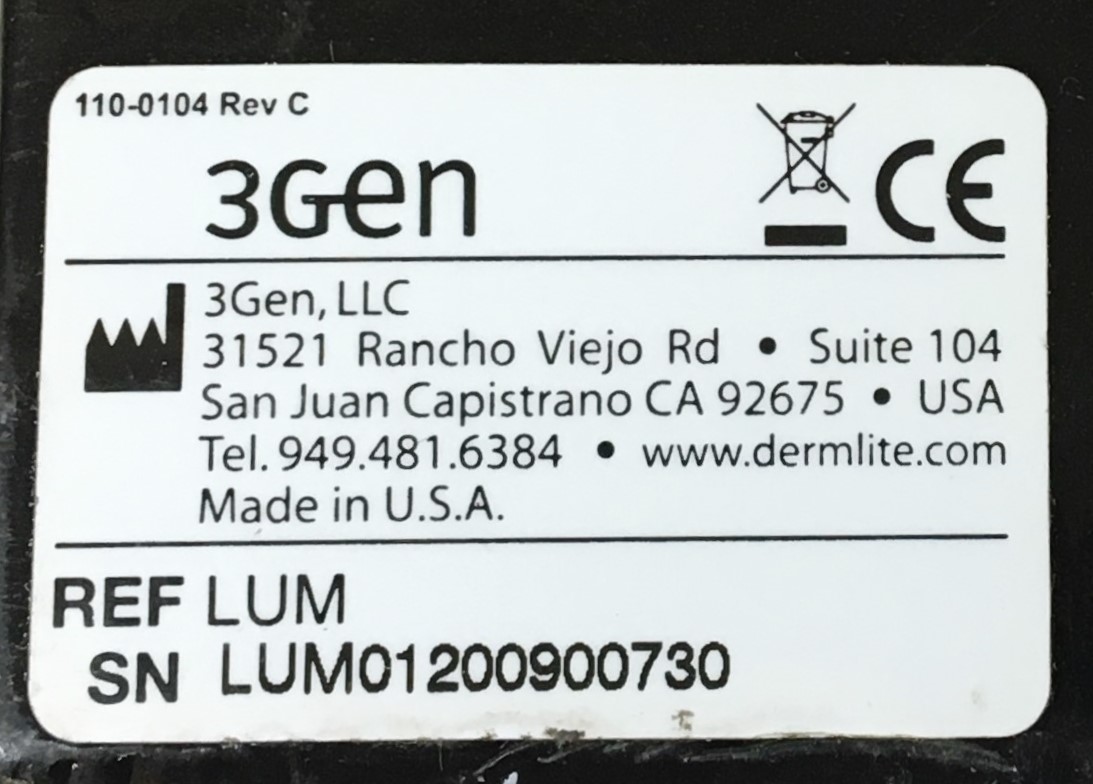 110-0104 Rev C
3Gen
CE
3Gen, LLC
31521 Rancho Viejo Rd • Suite 104
San Juan Capistrano CA 92675 • USA
Tel. 949.481.6384 • www.dermlite.com
Made in U.S.A.
REF LUM
SN LUM01200900730